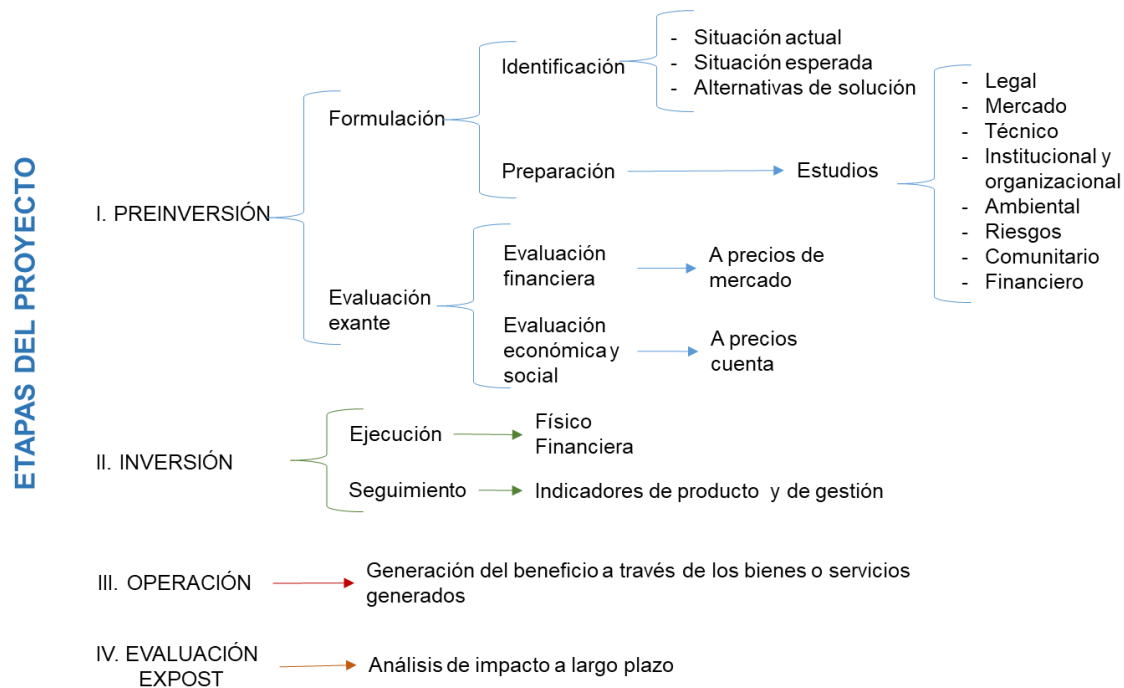 ETAPAS DEL PROYECTO
I. PREINVERSIÓN
Formulación
Identificación
- Situación actual
- Situación esperada
- Alternativas de solución
Preparación
Estudios
- Legal
- Mercado
- Técnico
- Institucional y
organizacional
- Ambiental
- Riesgos
- Comunitario
- Financiero
Evaluación
exante
Evaluación
financiera
A precios de
mercado
Evaluación
económica y
social
A precios
cuenta
II. INVERSIÓN
Ejecución
Físico
Financiera
Seguimiento
Indicadores de producto y de gestión
III. OPERACIÓN
Generación del beneficio a través de los bienes o servicios
generados
IV. EVALUACIÓN
EXPOST
Análisis de impacto a largo plazo